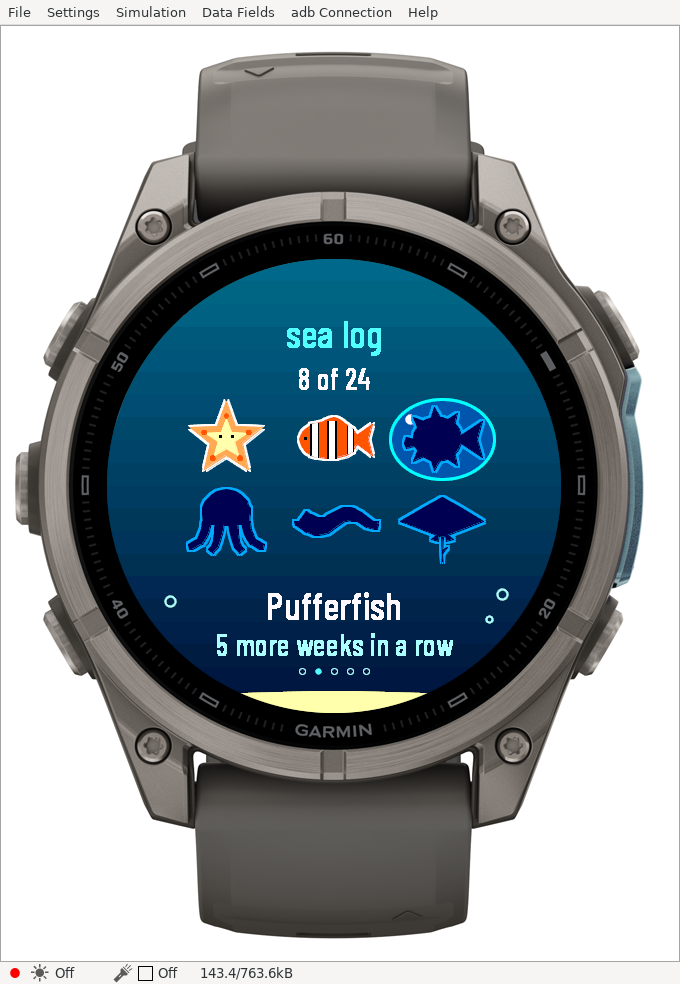 File Settings Simulation Data Fields adb Connection Help
60
50
sea log
8 of 24
40
20
Pufferfish
5 more weeks in a row
GARMIN
Off Off 143.4/763.6kB